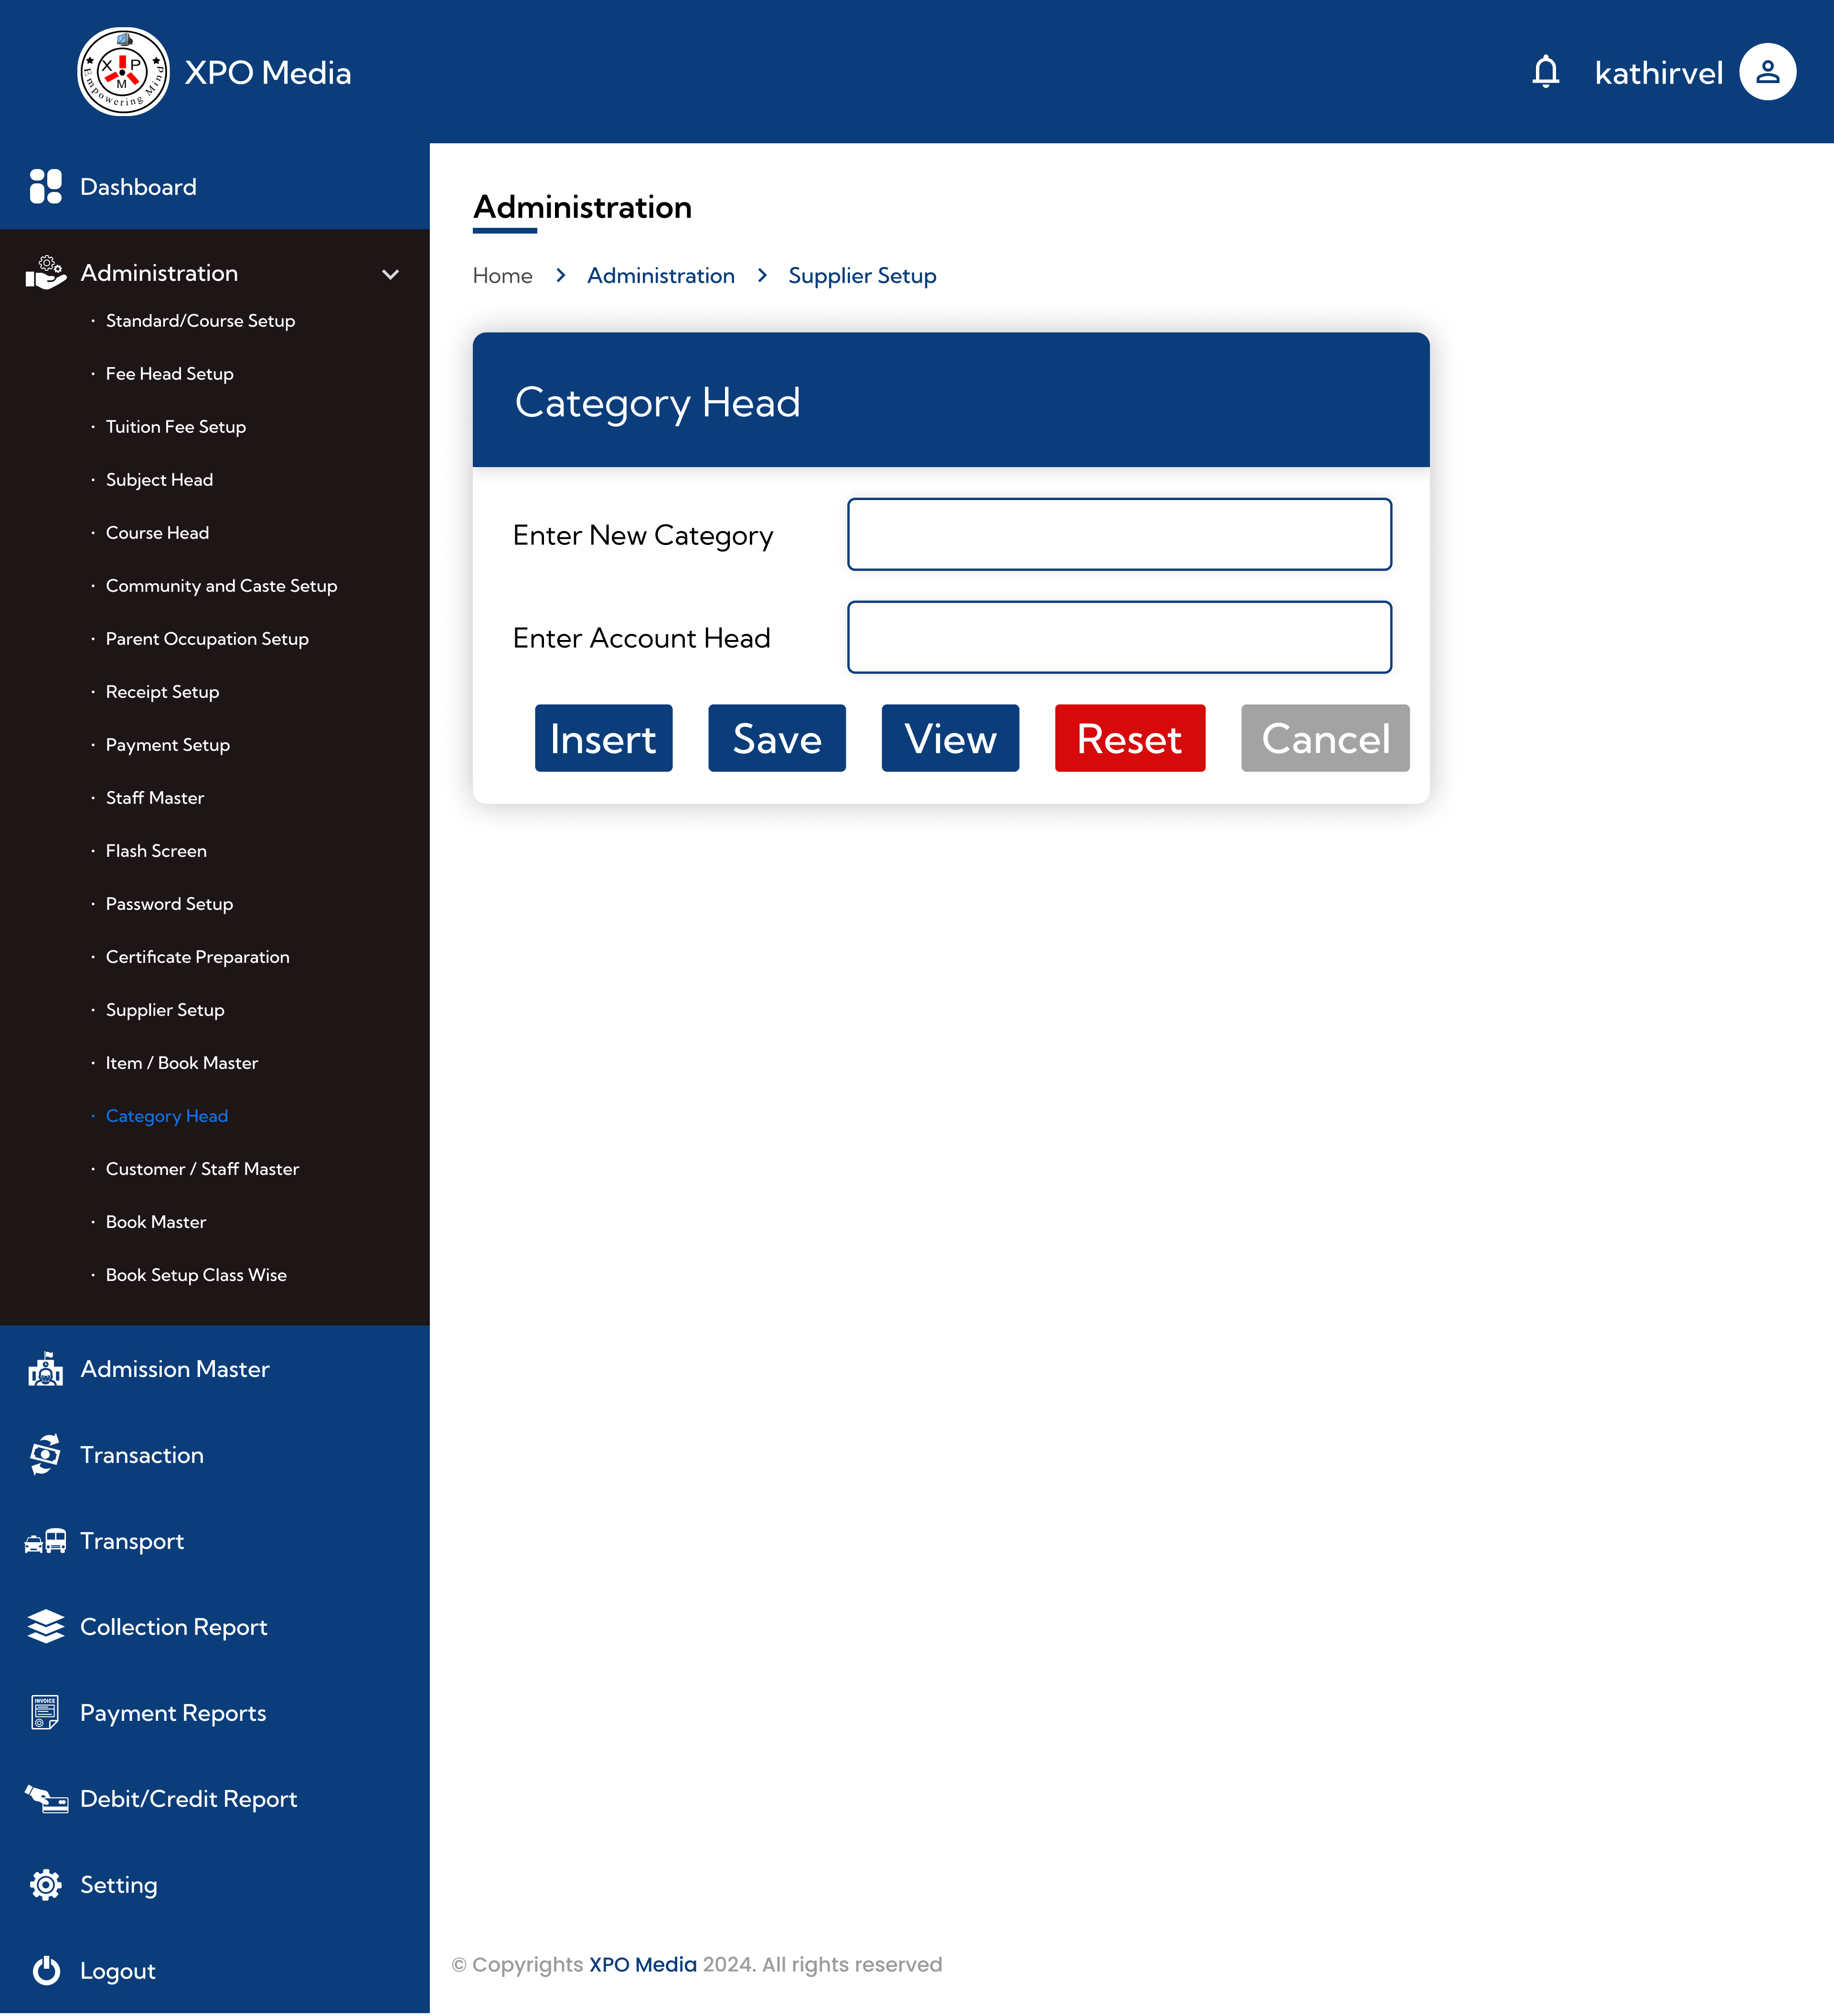 X P M
Empowering Mind
XPO Media
kathirvel
Dashboard
Administration
· Standard/Course Setup
· Fee Head Setup
· Tuition Fee Setup
· Subject Head
· Course Head
· Community and Caste Setup
· Parent Occupation Setup
· Receipt Setup
· Payment Setup
· Staff Master
· Flash Screen
· Password Setup
· Certificate Preparation
· Supplier Setup
· Item / Book Master
· Category Head
· Customer / Staff Master
· Book Master
· Book Setup Class Wise
Admission Master
Transaction
Transport
Collection Report
INVOICE
Payment Reports
Debit/Credit Report
Setting
Logout
Administration
Home > Administration > Supplier Setup
Category Head
Enter New Category
Enter Account Head
Insert Save View Reset Cancel
© Copyrights XPO Media 2024. All rights reserved